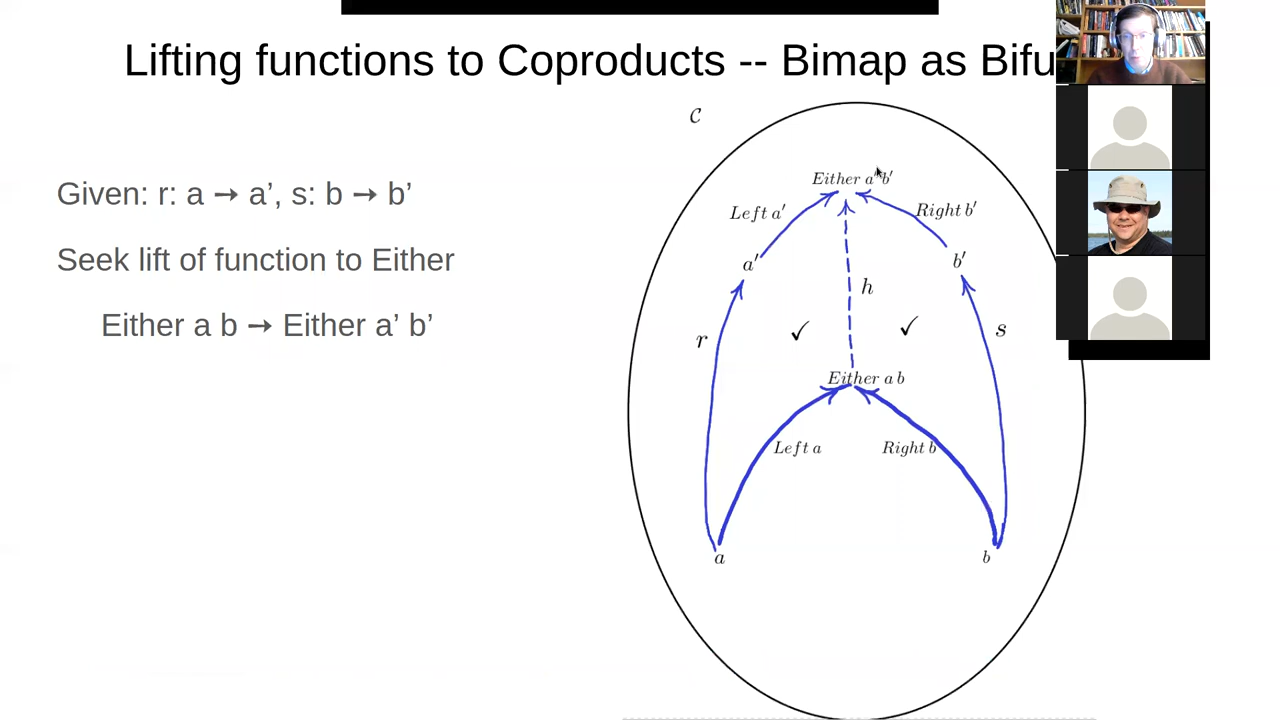 Lifting functions to Coproducts -- Bimap as Bifu
C
Given: r: a → a’, s: b → b’
Seek lift of function to Either
Either a b → Either a’ b’
Either a' b'
Left a'
Right b'
a'
b'
h
r
✓
✓
s
Either a b
Left a
Right b
a
b